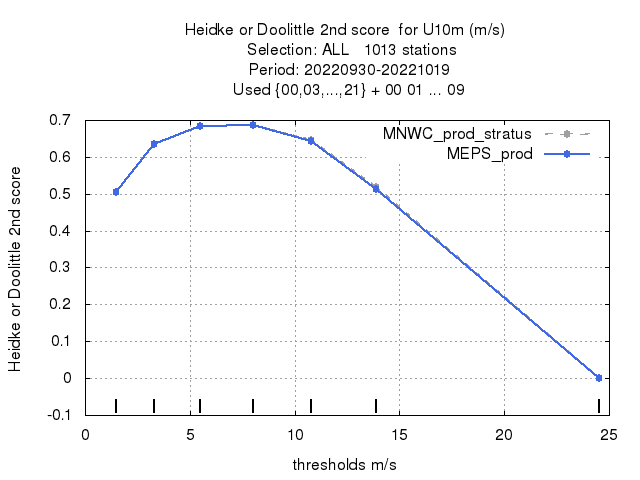 Heidke or Doolittle 2nd score  for U10m (m/s)
Selection: ALL   1013 stations
Period: 20220930-20221019
Used {00,03,...,21} + 00 01 ... 09
MNWC_prod_stratus
MEPS_prod
Heidke or Doolittle 2nd score
0.7
0.6
0.5
0.4
0.3
0.2
0.1
0
-0.1
0 5 10 15 20 25
thresholds m/s